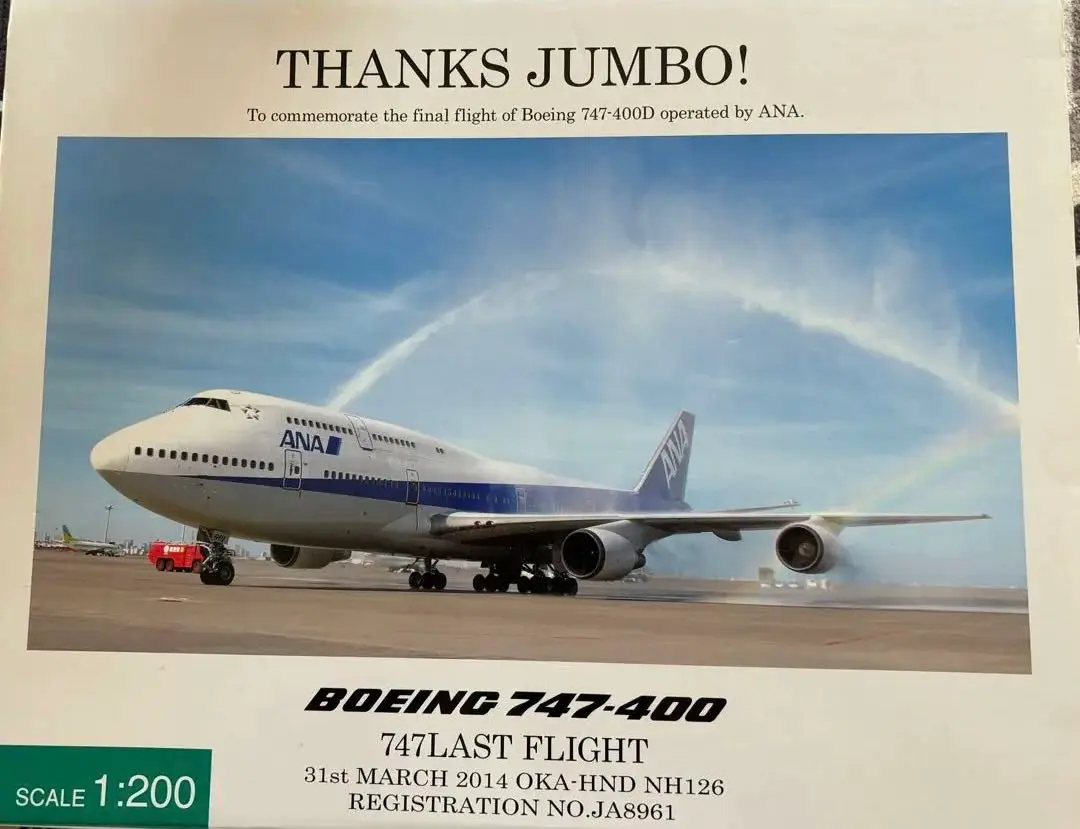 THANKS JUMBO!
To commemorate the final flight of Boeing 747-400D operated by ANA.
ANA
ANA
BOEING 747-400
747LAST FLIGHT
31st MARCH 2014 OKA-HND NH126
REGISTRATION NO.JA8961
SCALE 1:200